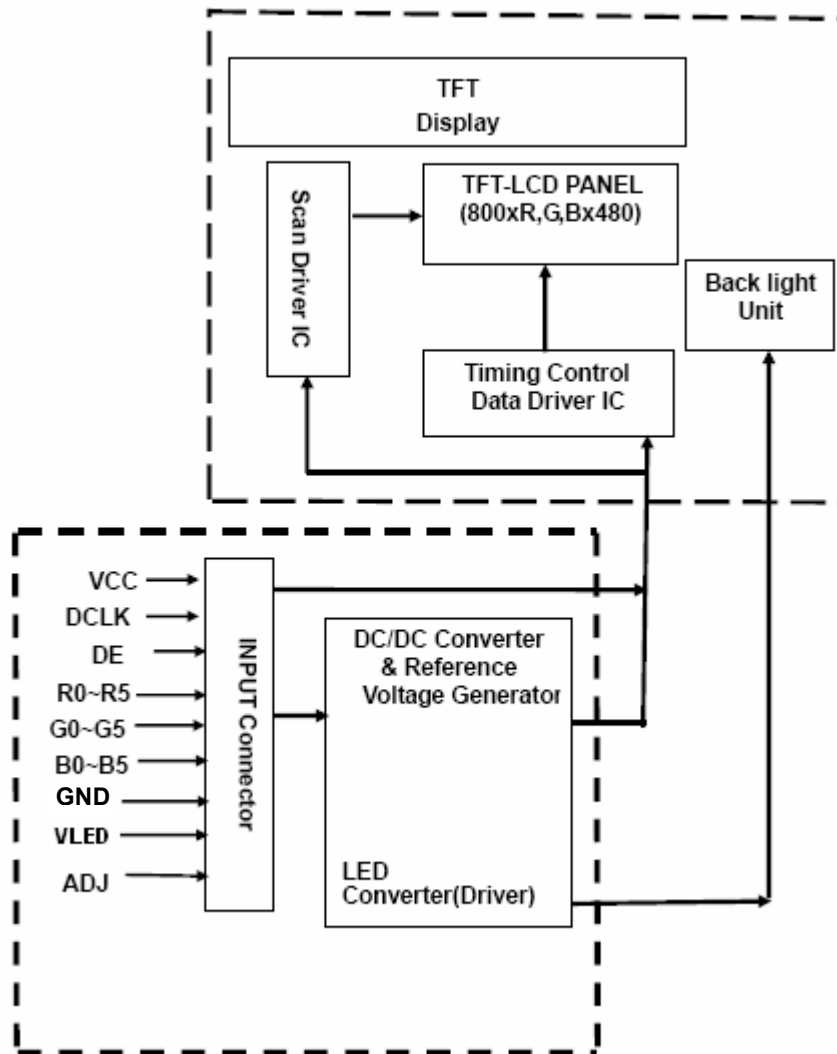 TFT
Display
Scan Driver IC
TFT-LCD PANEL
(800xR,G,Bx480)
Back light
Unit
Timing Control
Data Driver IC
VCC
DCLK
DE
R0~R5
G0~G5
B0~B5
GND
VLED
ADJ
INPUT Connector
DC/DC Converter
& Reference
Voltage Generator
LED
Converter(Driver)